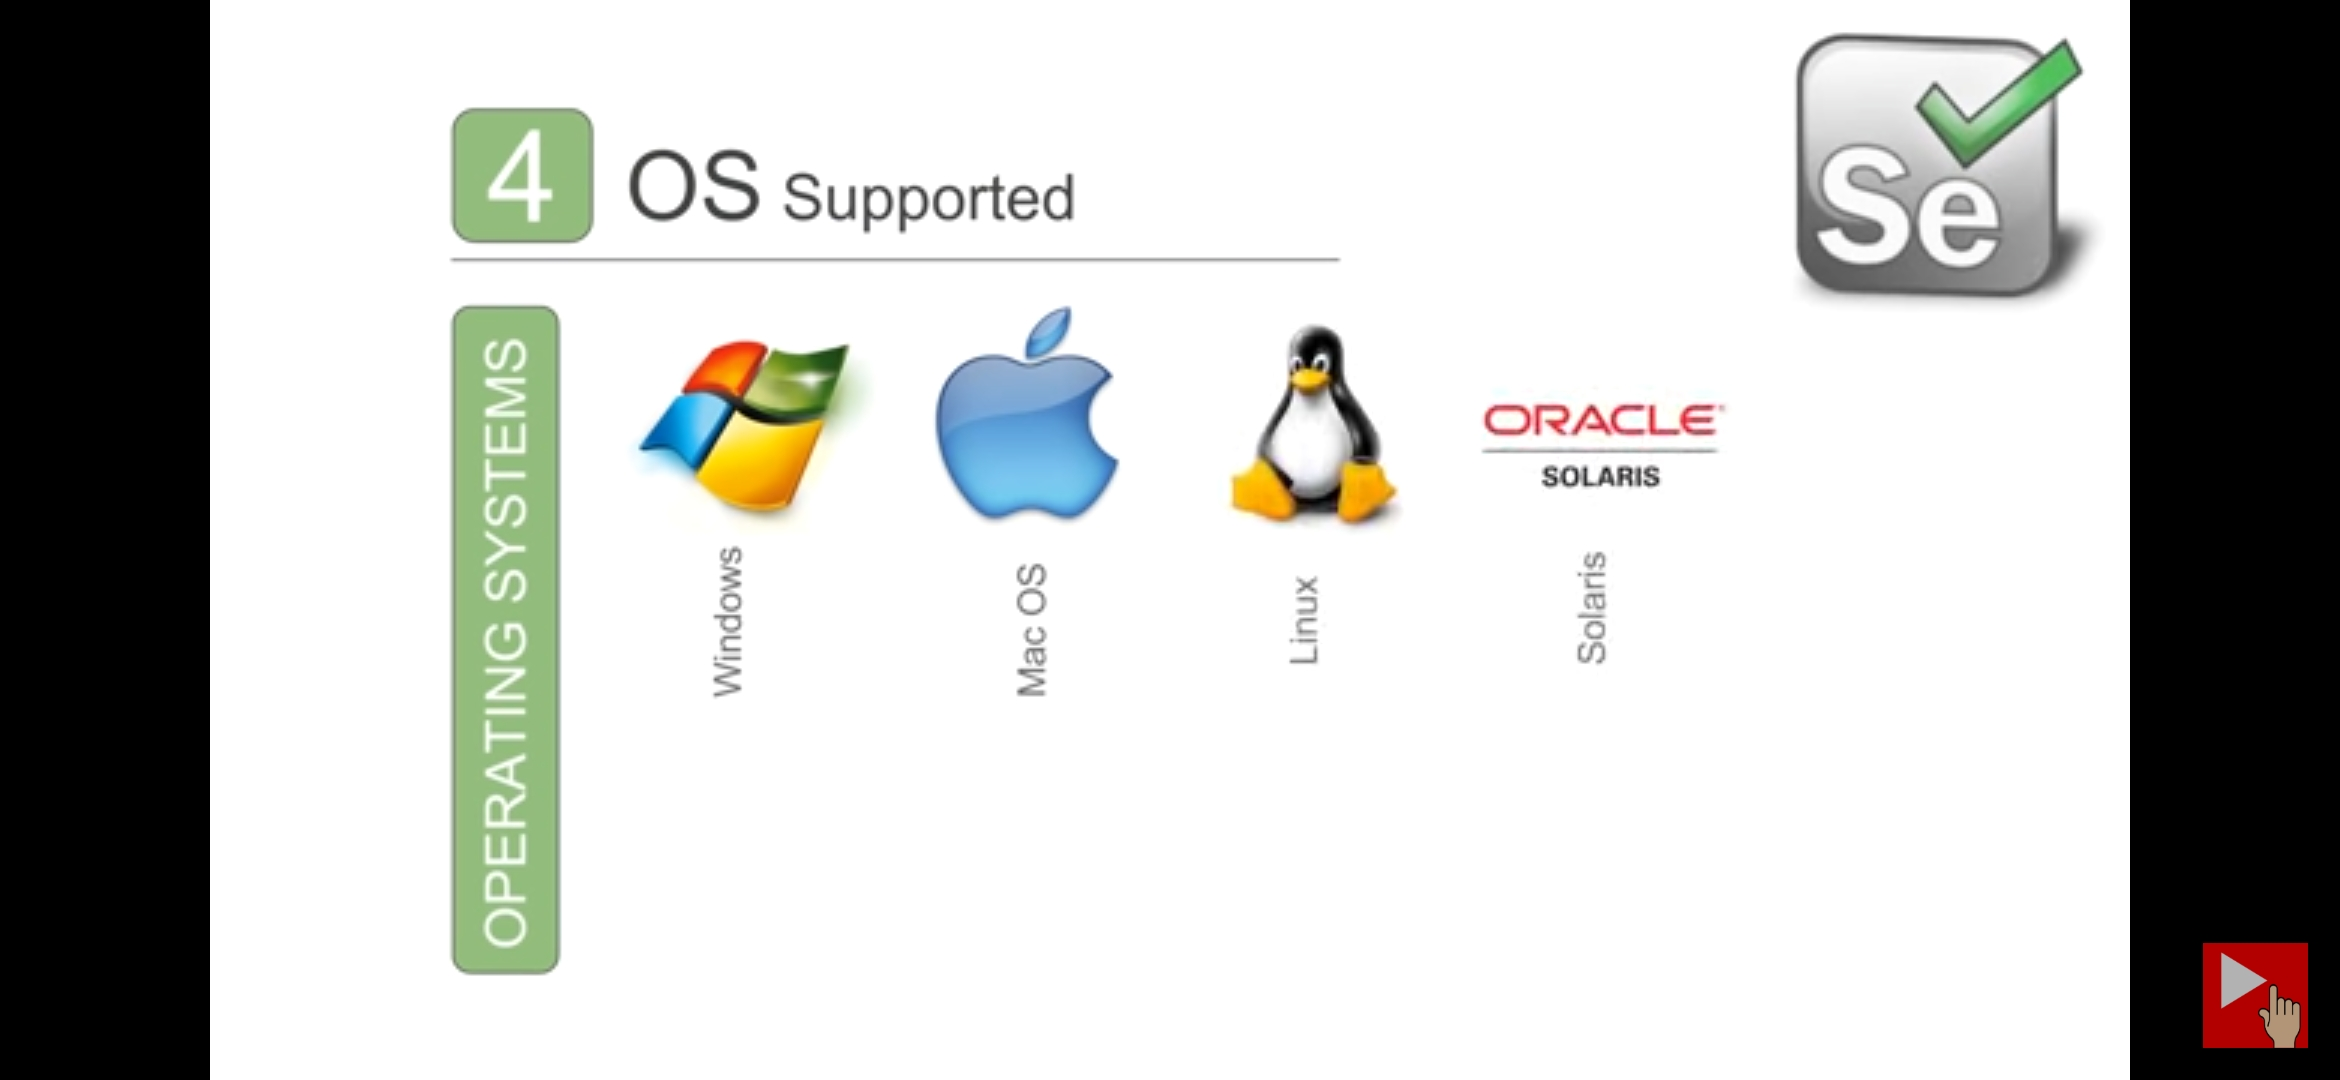 4 OS Supported
Se
OPERATING SYSTEMS
ORACLE
SOLARIS
Windows
Mac OS
Linux
Solaris